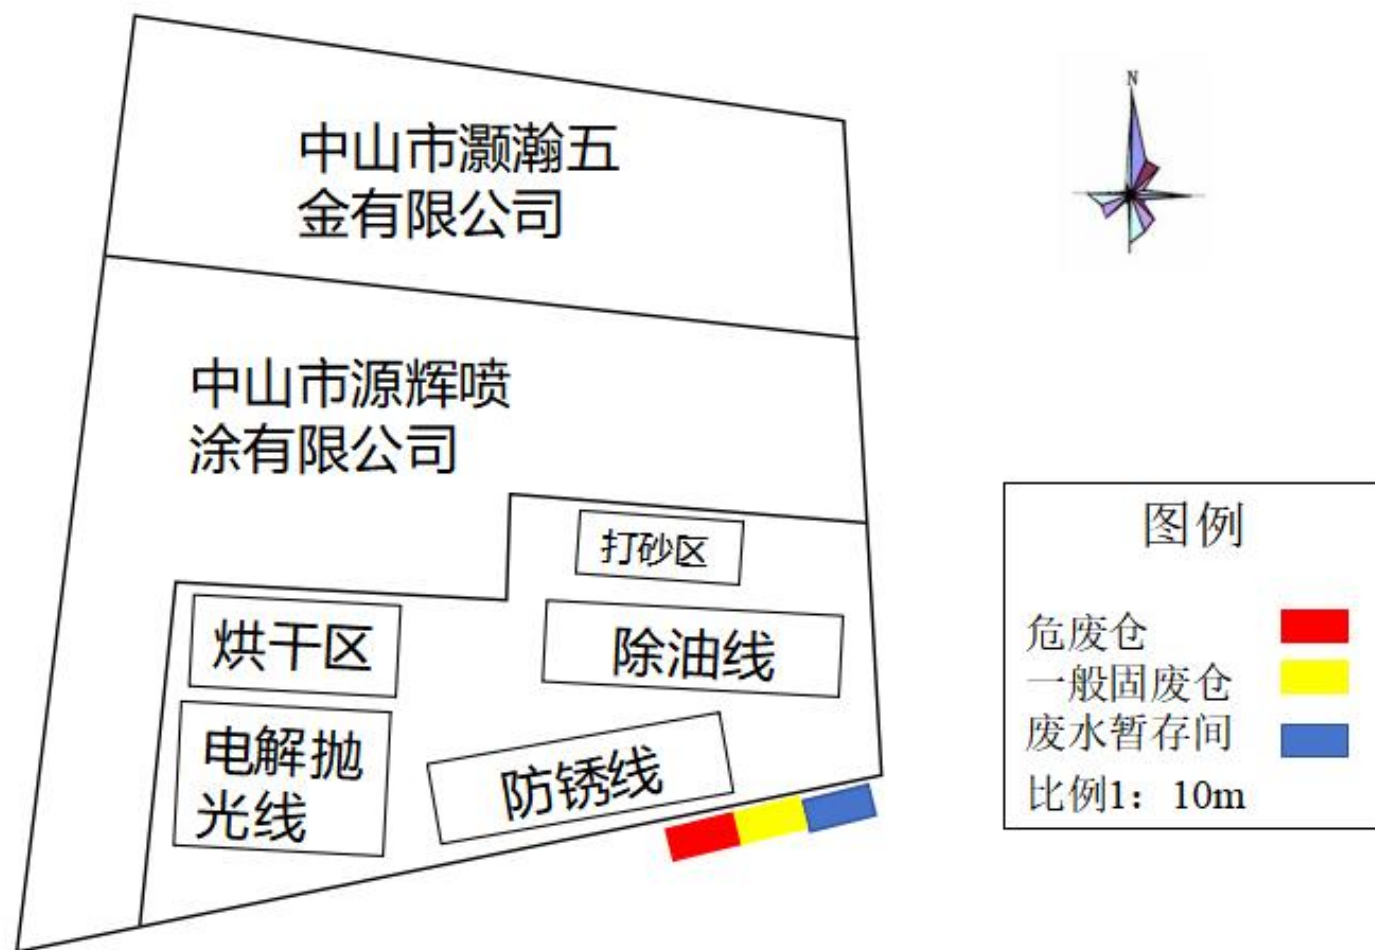 中山市灏瀚五
金有限公司
N
中山市源辉喷
涂有限公司
打砂区
烘干区
除油线
电解抛
光线
防锈线
图例
危废仓
一般固废仓
废水暂存间
比例1：10m